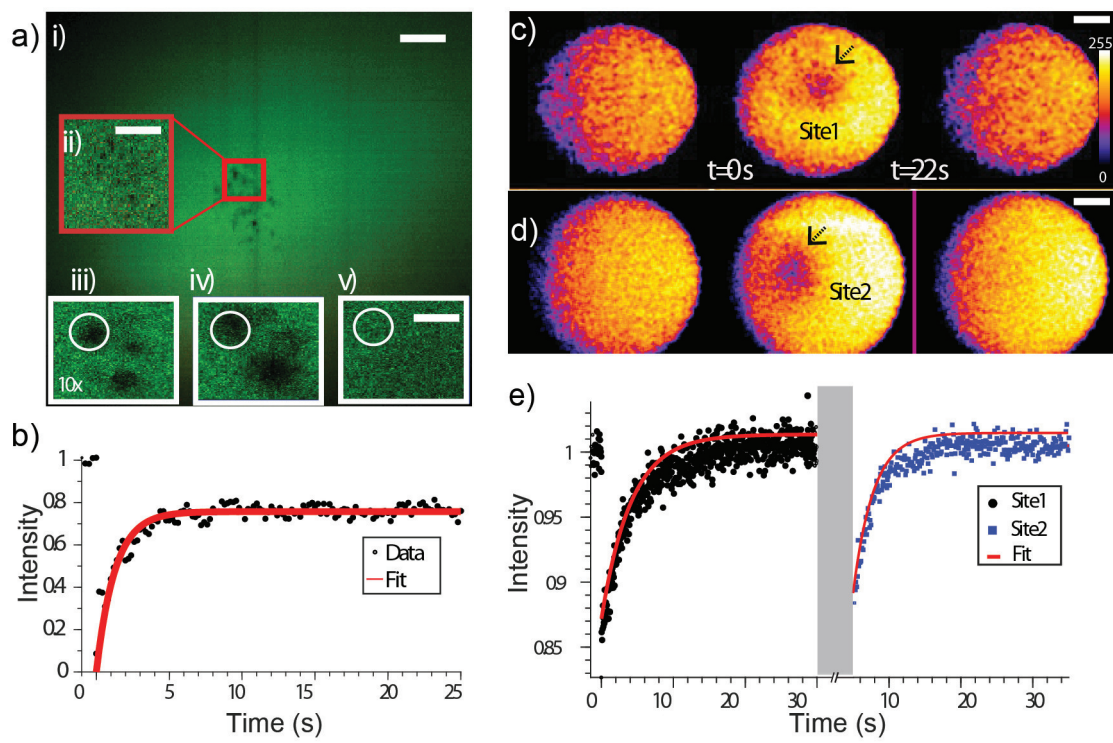 a) i)
ii)
iii) iv) v)
10x
b)
1
0.8
0.6
0.4
0.2
0
Intensity
Data
Fit
0 5 10 15 20 25
Time (s)
c)
255
0
Site1
t=0s t=22s
d)
Site2
e)
1
0.95
0.9
0.85
Intensity
Site1
Site2
Fit
0 10 20 30 10 20 30
Time (s)